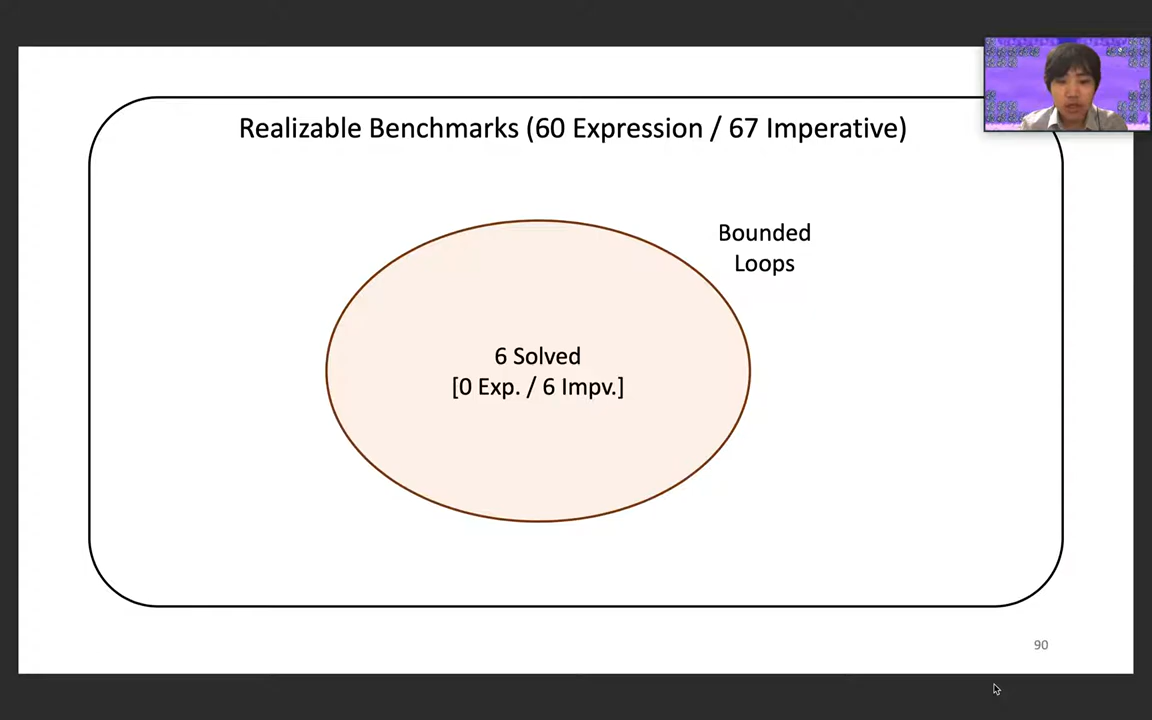 Realizable Benchmarks (60 Expression / 67 Imperative)
Bounded
Loops
6 Solved
[0 Exp. / 6 Impv.]
90